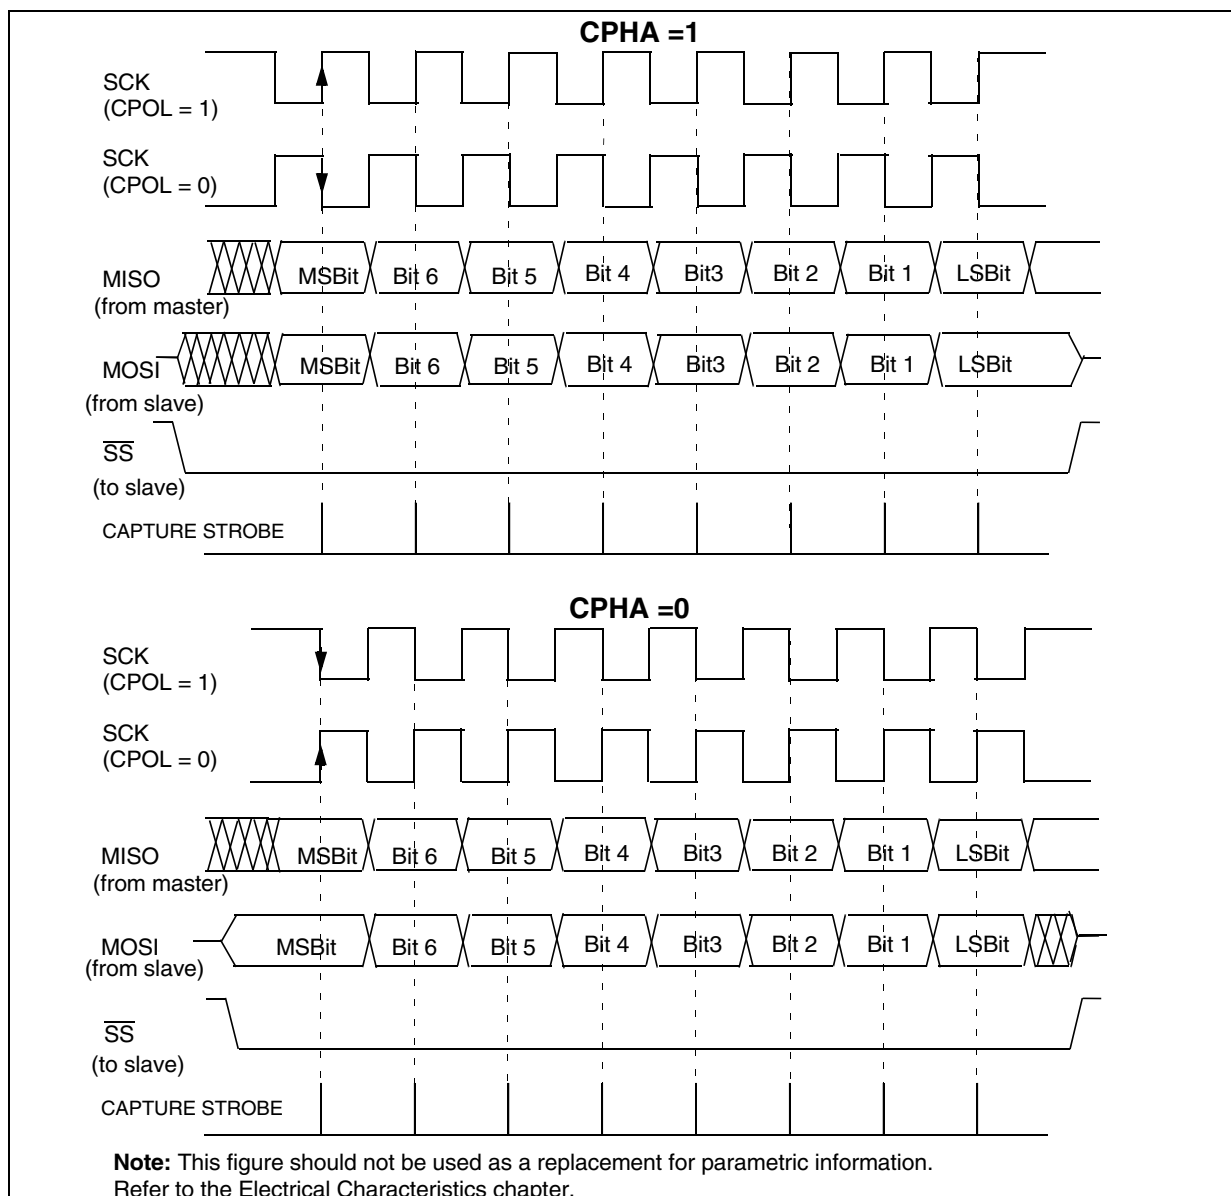 CPHA =1
SCK
(CPOL = 1)
SCK
(CPOL = 0)
MISO
(from master)
MSBit Bit 6 Bit 5 Bit 4 Bit3 Bit 2 Bit 1 LSBit
MOSI
(from slave)
MSBit Bit 6 Bit 5 Bit 4 Bit3 Bit 2 Bit 1 LSBit
SS
(to slave)
CAPTURE STROBE
CPHA =0
SCK
(CPOL = 1)
SCK
(CPOL = 0)
MISO
(from master)
MSBit Bit 6 Bit 5 Bit 4 Bit3 Bit 2 Bit 1 LSBit
MOSI
(from slave)
MSBit Bit 6 Bit 5 Bit 4 Bit3 Bit 2 Bit 1 LSBit
SS
(to slave)
CAPTURE STROBE
Note: This figure should not be used as a replacement for parametric information.
Refer to the Electrical Characteristics chapter.